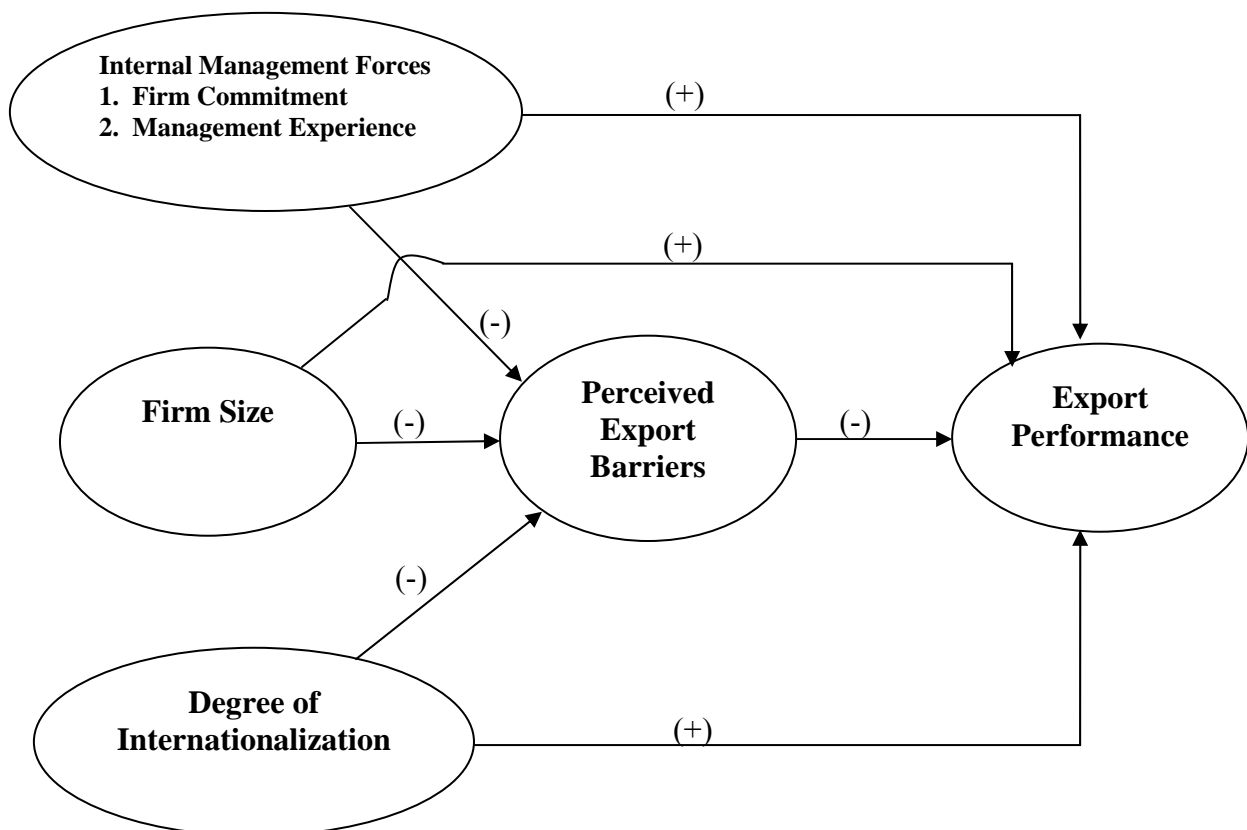 Internal Management Forces
1. Firm Commitment
2. Management Experience
(+)
(+)
(-)
Firm Size
(-)
Perceived
Export
Barriers
(-)
Export
Performance
(-)
Degree of
Internationalization
(+)